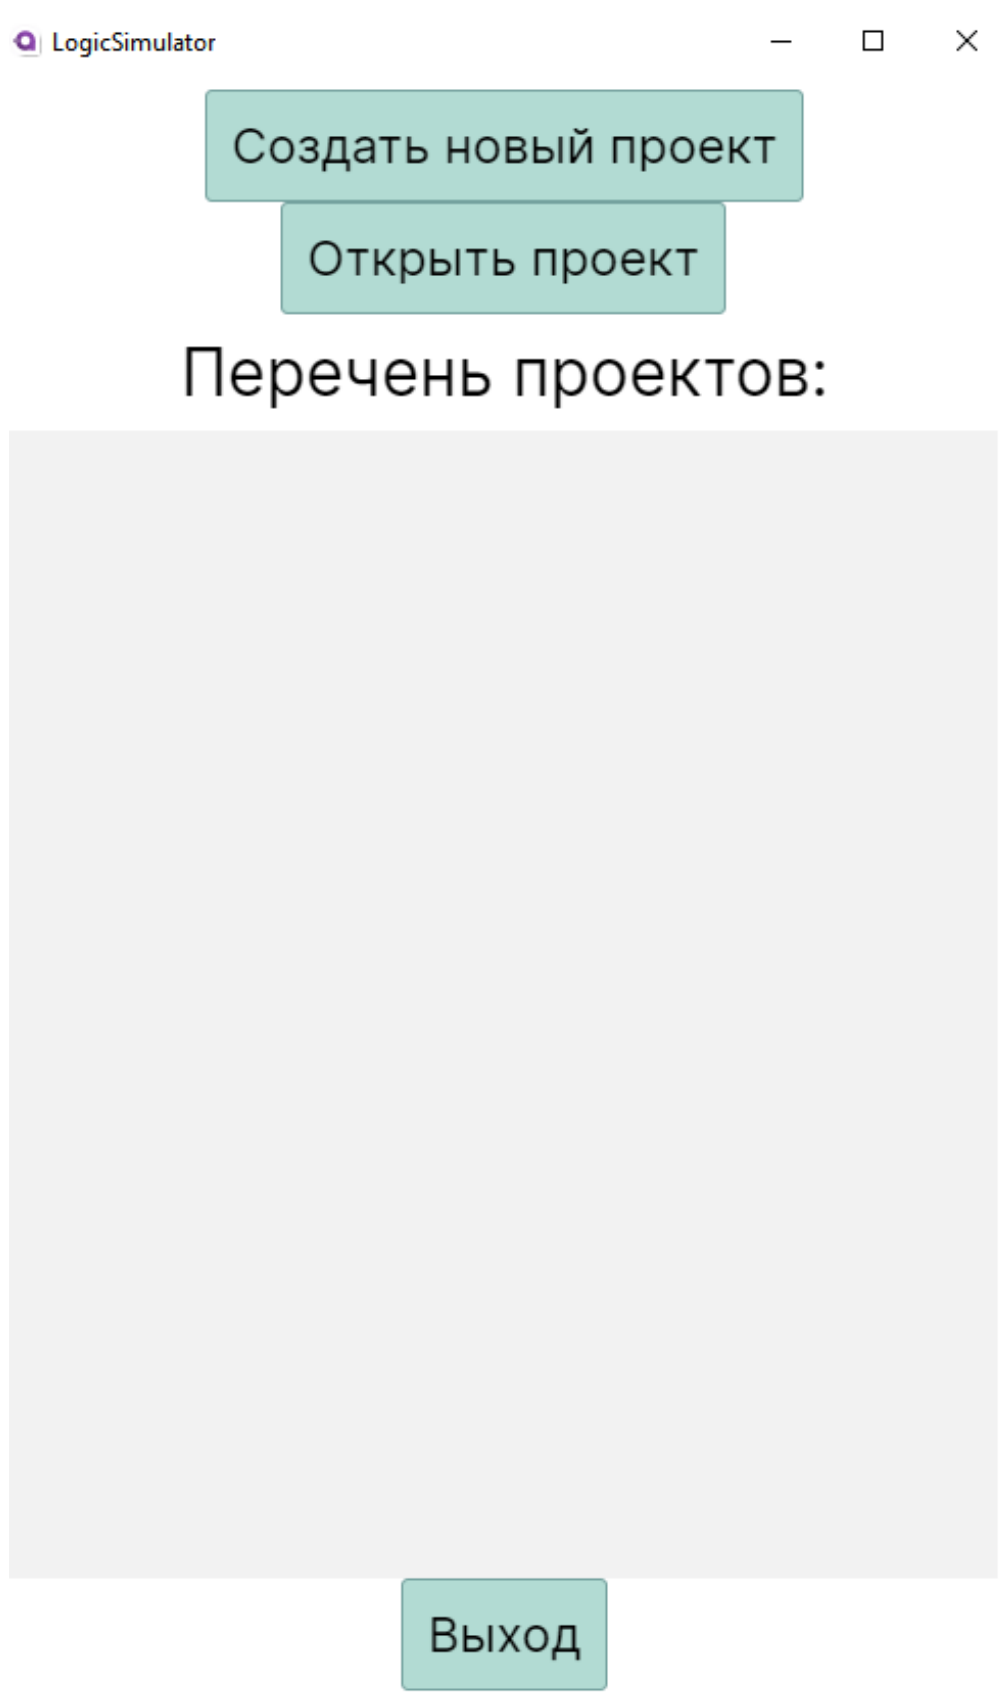 LogicSimulator
Создать новый проект
Открыть проект
Перечень проектов:
Выход